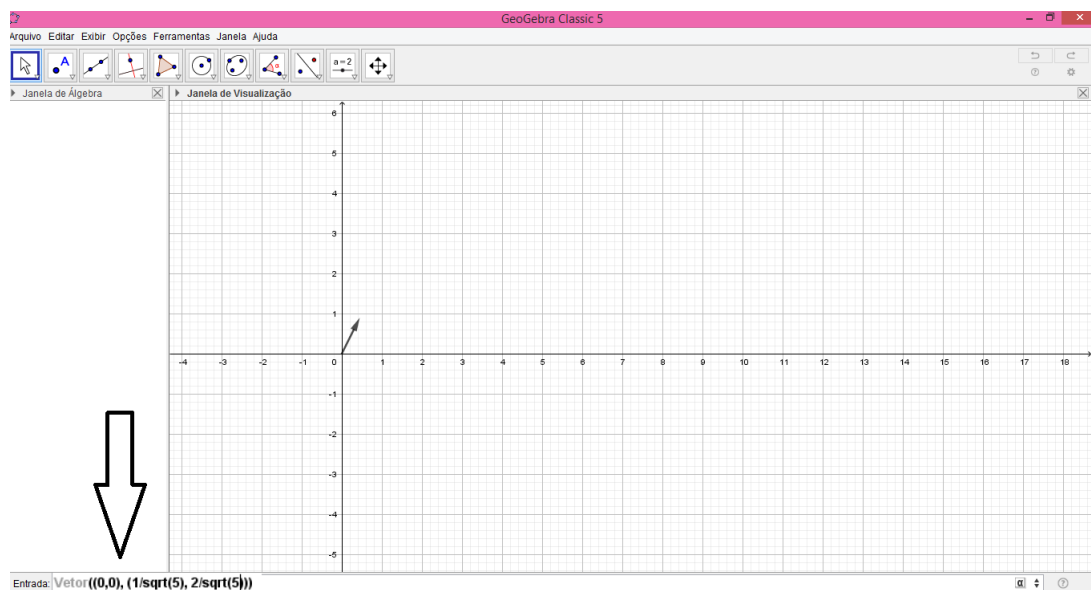 GeoGebra Classic 5
Arquivo Editar Exibir Opções Ferramentas Janela Ajuda
A
α
a=2
Janela de Álgebra
Janela de Visualização
6
5
4
3
2
1
-4 -3 -2 -1 0 1 2 3 4 5 6 7 8 9 10 11 12 13 14 15 16 17 18
-1
-2
-3
-4
-5
Entrada: Vetor((0,0), (1/sqrt(5), 2/sqrt(5))) α